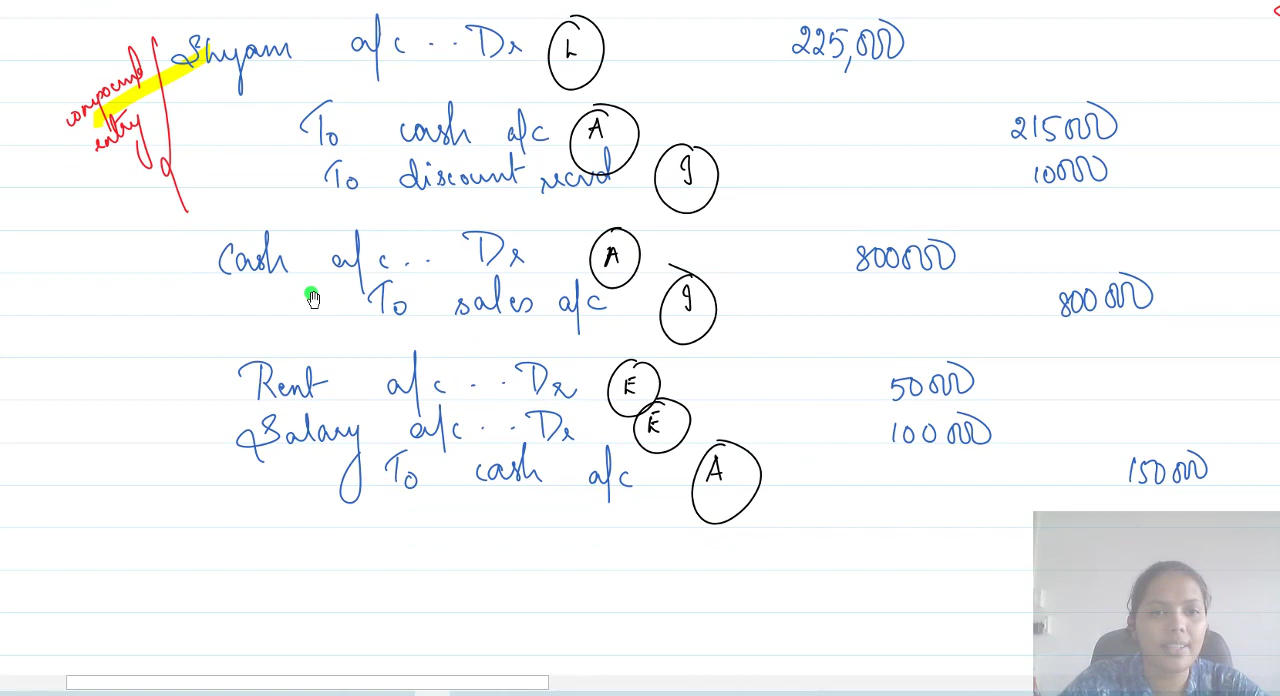 compound entry
Shyam a/c ... Dr L 225,000
To cash a/c A 215000
To discount recvd I 10000
Cash a/c ... Dr A 800000
To sales a/c I 800000
Rent a/c ... Dr E 50000
Salary a/c ... Dr E 100000
To cash a/c A 150000